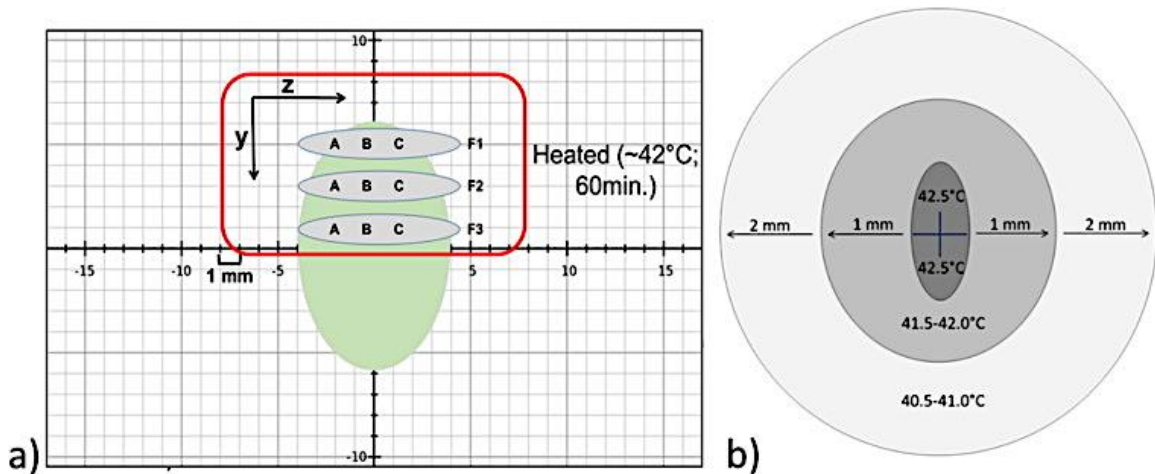 10
z
y
A B C F1
A B C F2
A B C F3
Heated (~42°C;
60min.)
-15 -10 -5 5 10 15
1 mm
-10
a)
42.5°C
2 mm 1 mm 1 mm 2 mm
42.5°C
41.5-42.0°C
40.5-41.0°C
b)